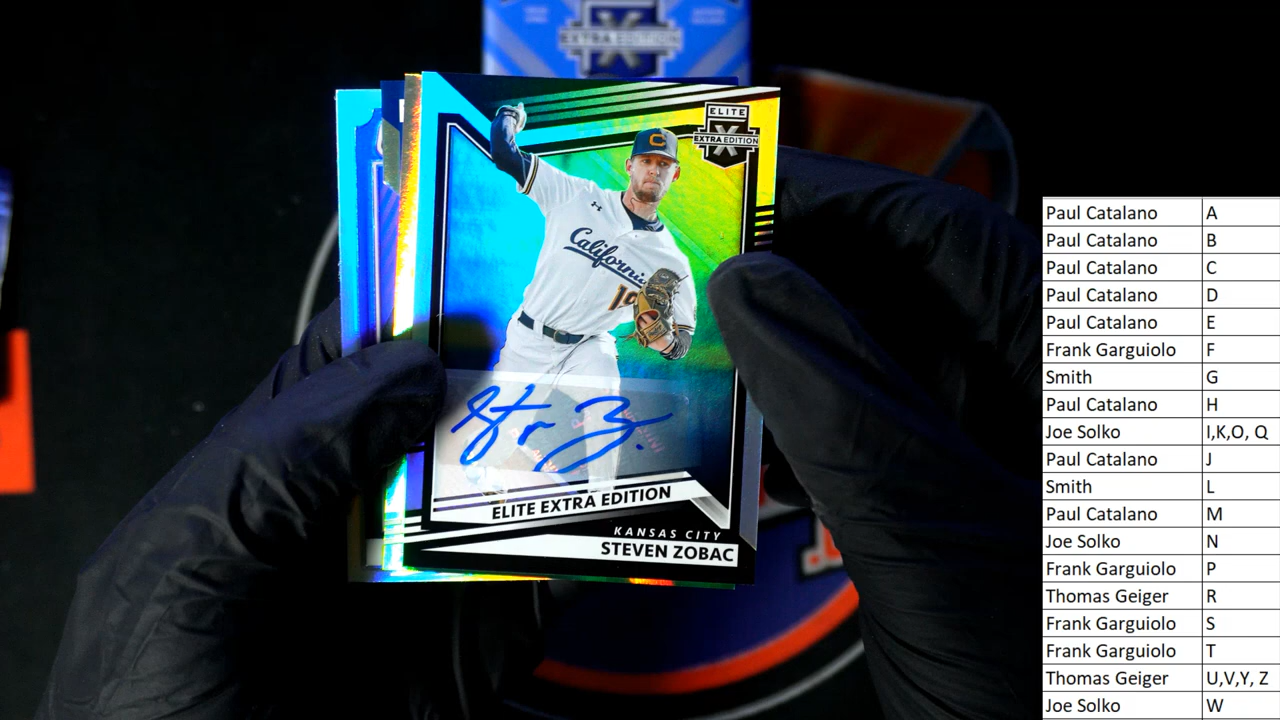 EXTRA EDITION
ELITE
EXTRA EDITION
C
California
ELITE EXTRA EDITION
KANSAS CITY
STEVEN ZOBAC
Paul Catalano A
Paul Catalano B
Paul Catalano C
Paul Catalano D
Paul Catalano E
Frank Garguiolo F
Smith G
Paul Catalano H
Joe Solko I,K,O, Q
Paul Catalano J
Smith L
Paul Catalano M
Joe Solko N
Frank Garguiolo P
Thomas Geiger R
Frank Garguiolo S
Frank Garguiolo T
Thomas Geiger U,V,Y, Z
Joe Solko W